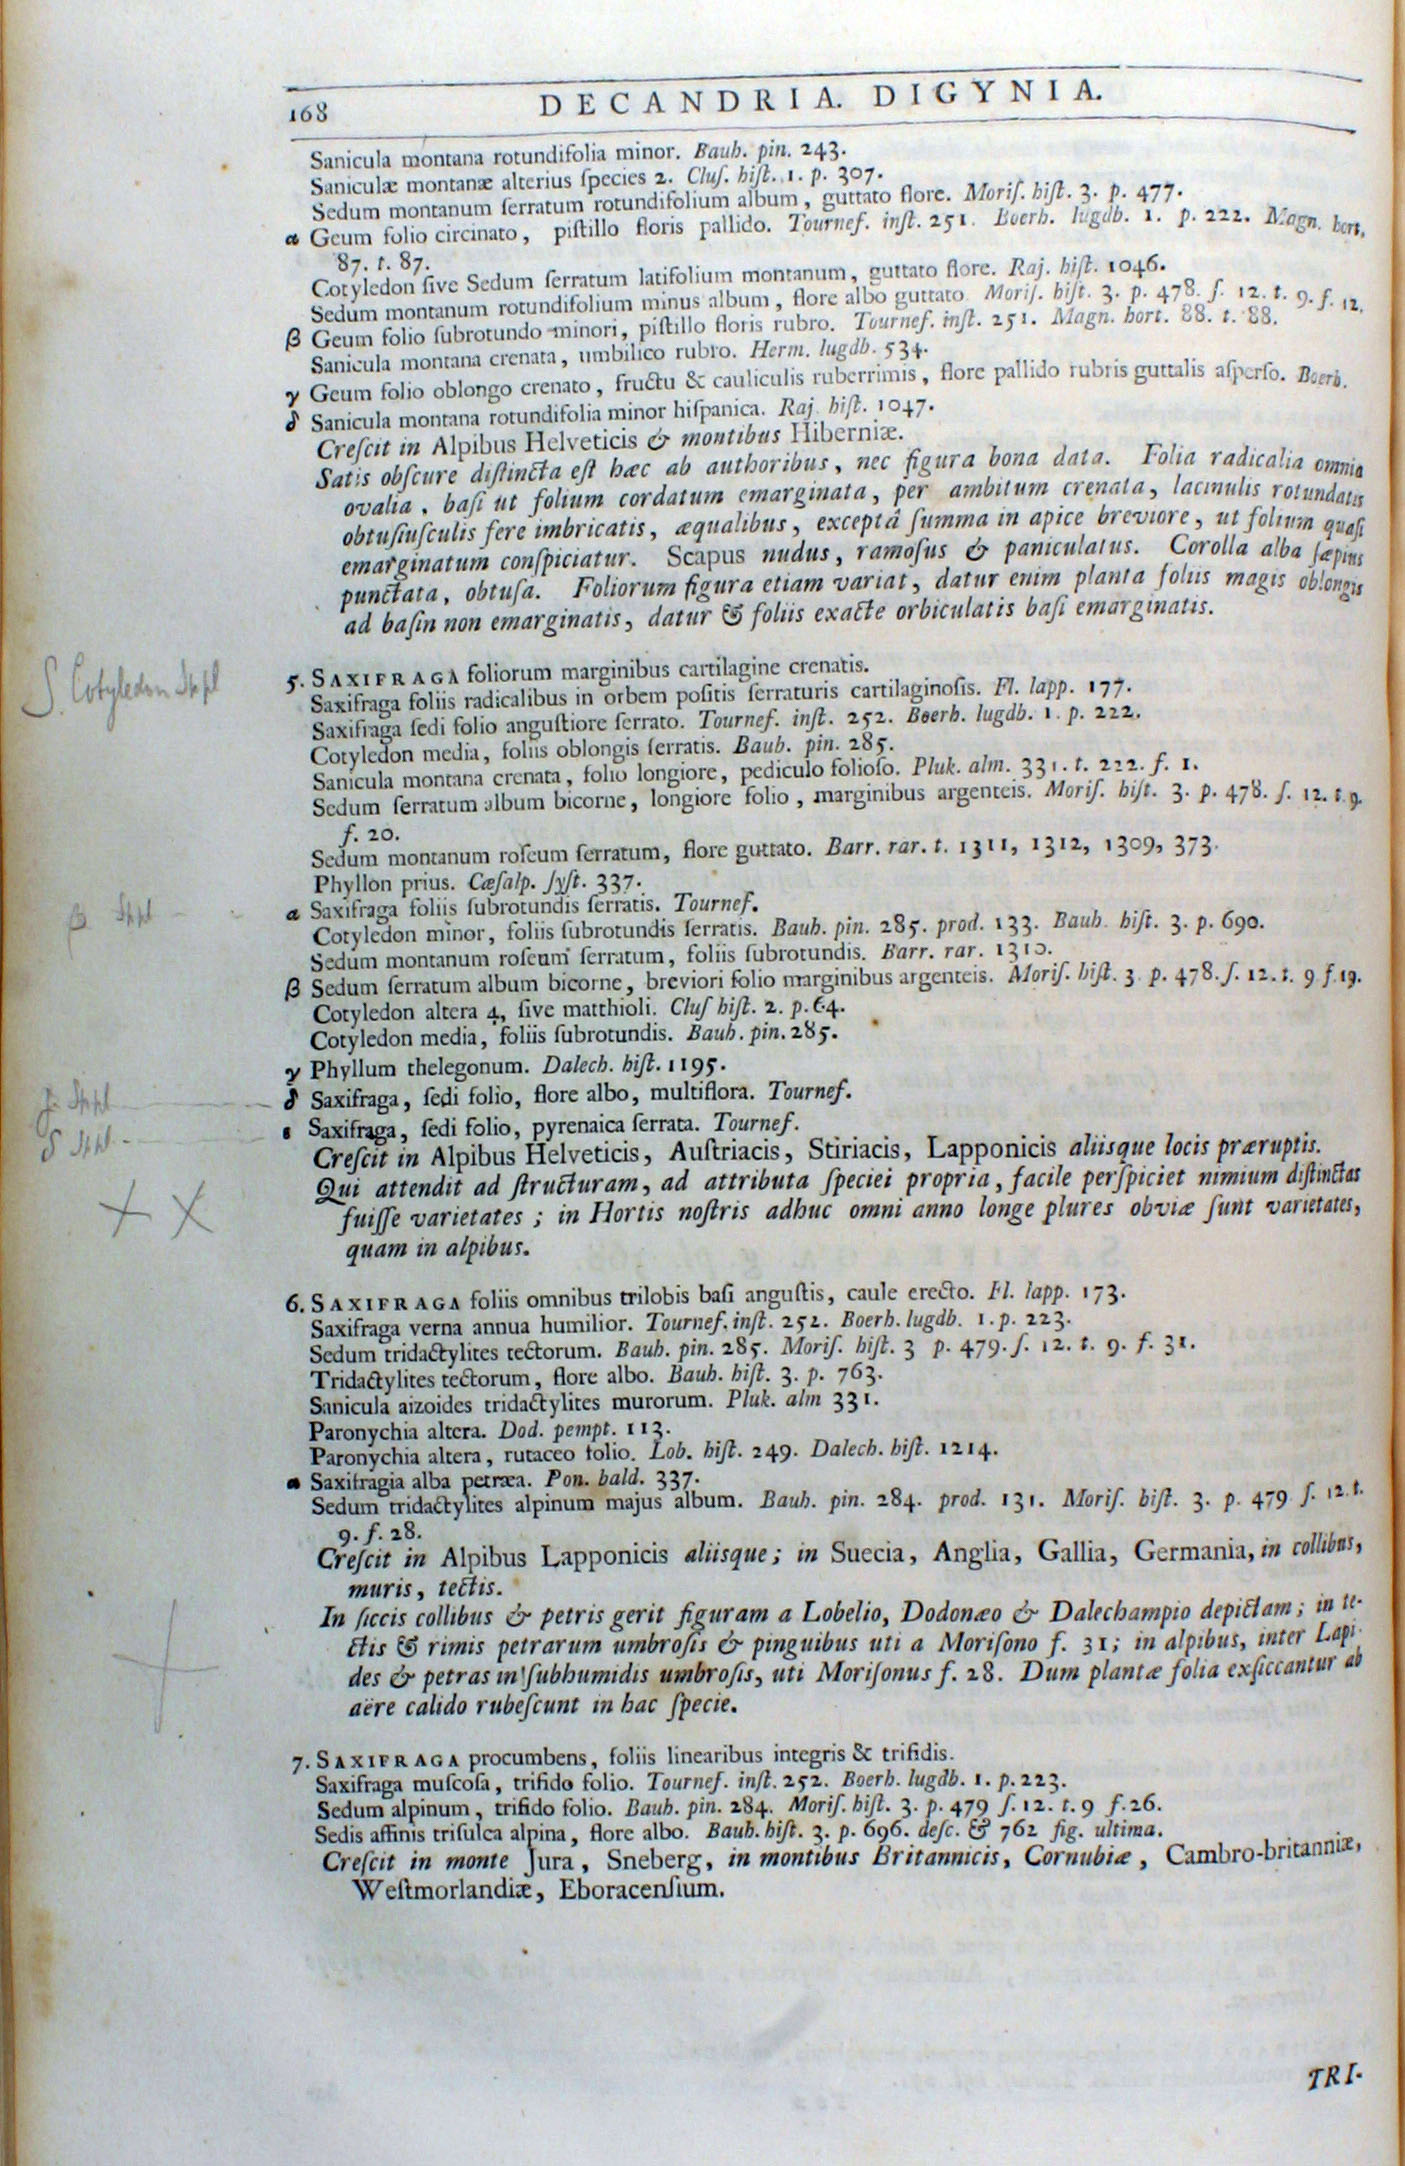 168
DECANDRIA. DIGYNIA.
Sanicula montana rotundifolia minor. Bauh. pin. 243.
Saniculæ montanæ alterius ſpecies 2. Cluſ. hiſt. 1. p. 307.
Sedum montanum ſerratum rotundifolium album, guttato flore. Moriſ. hiſt. 3. p. 477.
α Geum folio circinato, piſtillo floris pallido. Tournef. inſt. 251. Boerh. lugdb. 1. p. 222. Magn. hort.
87. t. 87.
Cotyledon ſive Sedum ſerratum latifolium montanum, guttato flore. Raj. hiſt. 1046.
Sedum montanum rotundifolium minus album, flore albo guttato. Moriſ. hiſt. 3. p. 478. ſ. 12. t. 9. f. 12.
β Geum folio ſubrotundo minori, piſtillo floris rubro. Tournef. inſt. 251. Magn. hort. 88. t. 88.
Sanicula montana crenata, umbilico rubro. Herm. lugdb. 534.
γ Geum folio oblongo crenato, fructu & cauliculis ruberrimis, flore pallido rubris guttalis aſperſo. Boerh.
δ Sanicula montana rotundifolia minor hiſpanica. Raj. hiſt. 1047.
Creſcit in Alpibus Helveticis & montibus Hiberniæ.
Satis obſcure diſtincta eſt hæc ab authoribus, nec figura bona data. Folia radicalia omnia
ovalia, baſi ut folium cordatum emarginata, per ambitum crenata, lacinulis rotundatis
obtuſiuſculis fere imbricatis, æqualibus, exceptâ ſumma in apice breviore, ut folium quaſi
emarginatum conſpiciatur. Scapus nudus, ramoſus & paniculatus. Corolla alba ſæpius
punctata, obtuſa. Foliorum figura etiam variat, datur enim planta foliis magis oblongis
ad baſin non emarginatis, datur & foliis exacte orbiculatis baſi emarginatis.
S. Cotyledon Sppl
5. SAXIFRAGA foliorum marginibus cartilagine crenatis.
Saxifraga foliis radicalibus in orbem poſitis ſerraturis cartilaginoſis. Fl. lapp. 177.
Saxifraga ſedi folio anguſtiore ſerrato. Tournef. inſt. 252. Boerh. lugdb. 1. p. 222.
Cotyledon media, foliis oblongis ſerratis. Bauh. pin. 285.
Sanicula montana crenata, folio longiore, pediculo folioſo. Pluk. alm. 331. t. 222. f. 1.
Sedum ſerratum album bicorne, longiore folio, marginibus argenteis. Moriſ. hiſt. 3. p. 478. ſ. 12. t. 9.
f. 20.
Sedum montanum roſeum ſerratum, flore guttato. Barr. rar. t. 1311, 1312, 1309, 373.
Phyllon prius. Cæſalp. ſyſt. 337.
β Sppl
α Saxifraga foliis ſubrotundis ſerratis. Tournef.
Cotyledon minor, foliis ſubrotundis ſerratis. Bauh. pin. 285. prod. 133. Bauh. hiſt. 3. p. 690.
Sedum montanum roſeum ſerratum, foliis ſubrotundis. Barr. rar. 1310.
β Sedum ſerratum album bicorne, breviori folio marginibus argenteis. Moriſ. hiſt. 3. p. 478. ſ. 12. t. 9. f. 19.
Cotyledon altera 4, ſive matthioli. Cluſ hiſt. 2. p. 64.
Cotyledon media, foliis ſubrotundis. Bauh. pin. 285.
γ Phyllum thelegonum. Dalech. hiſt. 1195.
γ Sppl
δ Saxifraga, ſedi folio, flore albo, multiflora. Tournef.
δ Sppl
ε Saxifraga, ſedi folio, pyrenaica ſerrata. Tournef.
Creſcit in Alpibus Helveticis, Auſtriacis, Stiriacis, Lapponicis aliisque locis præruptis.
Qui attendit ad ſtructuram, ad attributa ſpeciei propria, facile perſpiciet nimium diſtinctas
fuiſſe varietates; in Hortis noſtris adhuc omni anno longe plures obviæ ſunt varietates,
quam in alpibus.
6. SAXIFRAGA foliis omnibus trilobis baſi anguſtis, caule erecto. Fl. lapp. 173.
Saxifraga verna annua humilior. Tournef. inſt. 252. Boerh. lugdb. 1. p. 223.
Sedum tridactylites tectorum. Bauh. pin. 285. Moriſ. hiſt. 3 p. 479. ſ. 12. t. 9. f. 31.
Tridactylites tectorum, flore albo. Bauh. hiſt. 3. p. 763.
Sanicula aizoides tridactylites murorum. Pluk. alm 331.
Paronychia altera. Dod. pempt. 113.
Paronychia altera, rutaceo folio. Lob. hiſt. 249. Dalech. hiſt. 1214.
α Saxifragia alba petræa. Pon. bald. 337.
Sedum tridactylites alpinum majus album. Bauh. pin. 284. prod. 131. Moriſ. hiſt. 3. p. 479 ſ. 12. t.
9. f. 28.
Creſcit in Alpibus Lapponicis aliisque; in Suecia, Anglia, Gallia, Germania, in collibus,
muris, tectis.
In ſiccis collibus & petris gerit figuram a Lobelio, Dodonæo & Dalechampio depictam; in te-
ctis & rimis petrarum umbroſis & pinguibus uti a Moriſono f. 31; in alpibus, inter Lapi
des & petras in ſubhumidis umbroſis, uti Moriſonus f. 28. Dum plantæ folia exſiccantur ab
aëre calido rubeſcunt in hac ſpecie.
7. SAXIFRAGA procumbens, foliis linearibus integris & trifidis.
Saxifraga muſcoſa, trifido folio. Tournef. inſt. 252. Boerh. lugdb. 1. p. 223.
Sedum alpinum, trifido folio. Bauh. pin. 284. Moriſ. hiſt. 3. p. 479 ſ. 12. t. 9 f. 26.
Sedis affinis triſulca alpina, flore albo. Bauh. hiſt. 3. p. 696. deſc. & 762 fig. ultima.
Creſcit in monte Jura, Sneberg, in montibus Britannicis, Cornubiæ, Cambro-britanniæ,
Weſtmorlandiæ, Eboracenſium.
TRI-